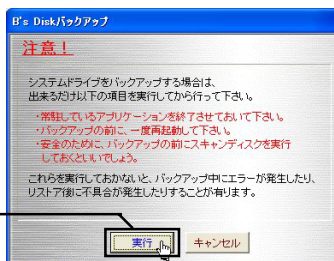 B's Diskバックアップ
注意！
システムドライブをバックアップする場合は、
出来るだけ以下の項目を実行してから行って下さい。
・常駐しているアプリケーションを終了させておいて下さい。
・バックアップの前に、一度再起動して下さい。
・安全のために、バックアップの前にスキャンディスクを実行
しておくといいでしょう。
これらを実行しておかないと、バックアップ中にエラーが発生したり、
リストア後に不具合が発生したりすることが有ります。
実行 キャンセル